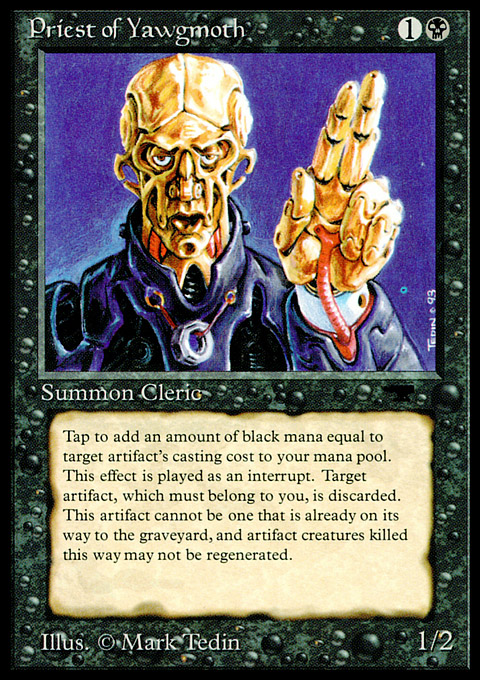 Priest of Yawgmoth 1
TEDIN © 93
Summon Cleric
Tap to add an amount of black mana equal to
target artifact's casting cost to your mana pool.
This effect is played as an interrupt. Target
artifact, which must belong to you, is discarded.
This artifact cannot be one that is already on its
way to the graveyard, and artifact creatures killed
this way may not be regenerated.
Illus. © Mark Tedin 1/2